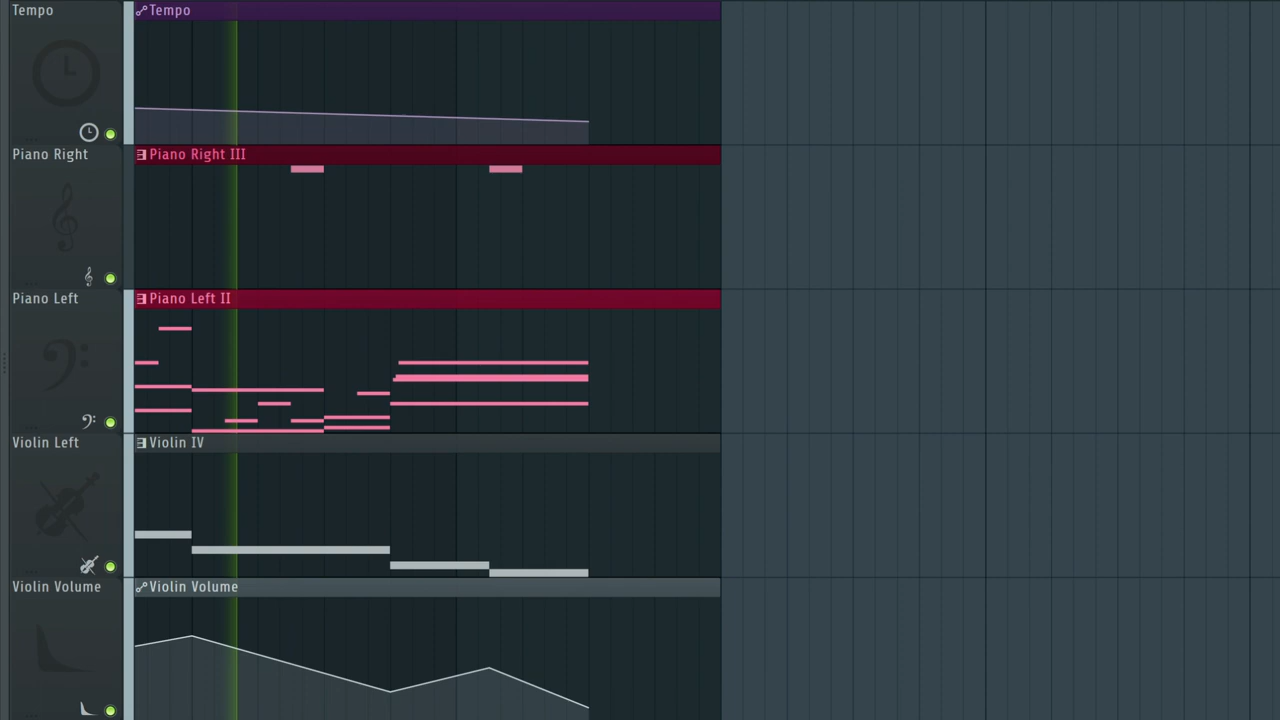 Tempo
Tempo
Piano Right
Piano Right III
Piano Left
Piano Left II
Violin Left
Violin IV
Violin Volume
Violin Volume